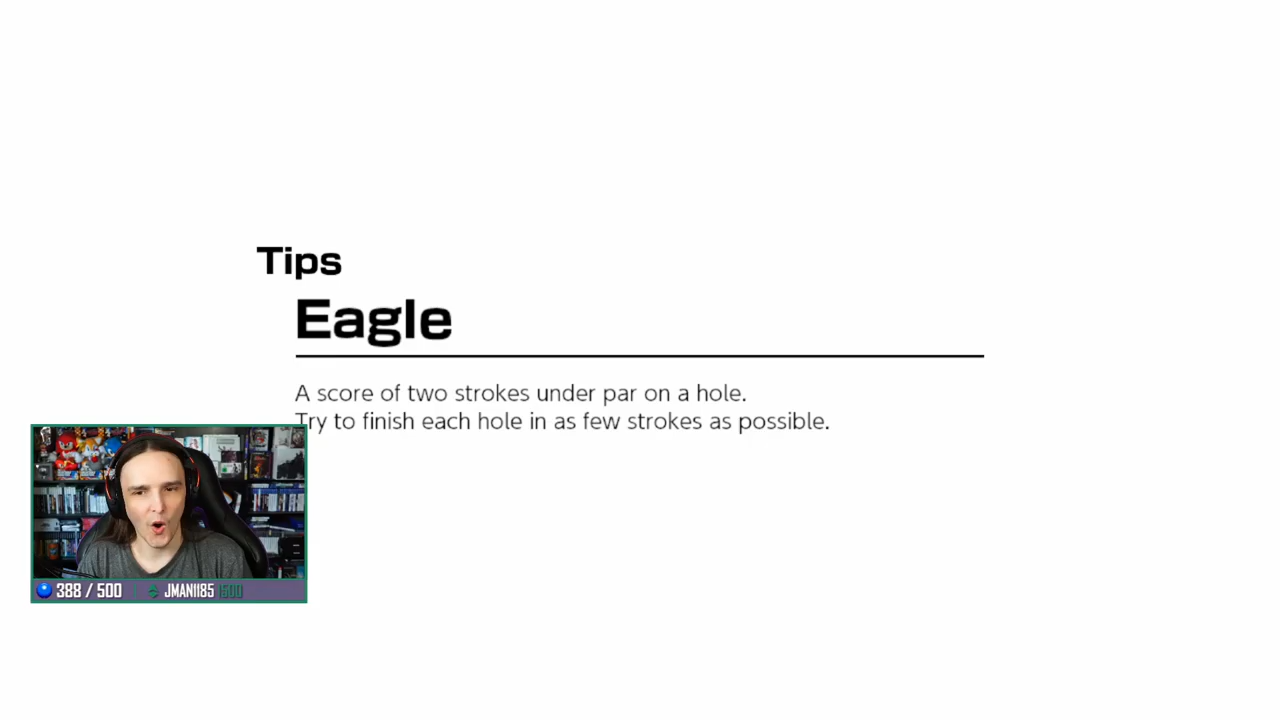 Tips
Eagle
A score of two strokes under par on a hole.
Try to finish each hole in as few strokes as possible.
388 / 500
JMAN1185 1500